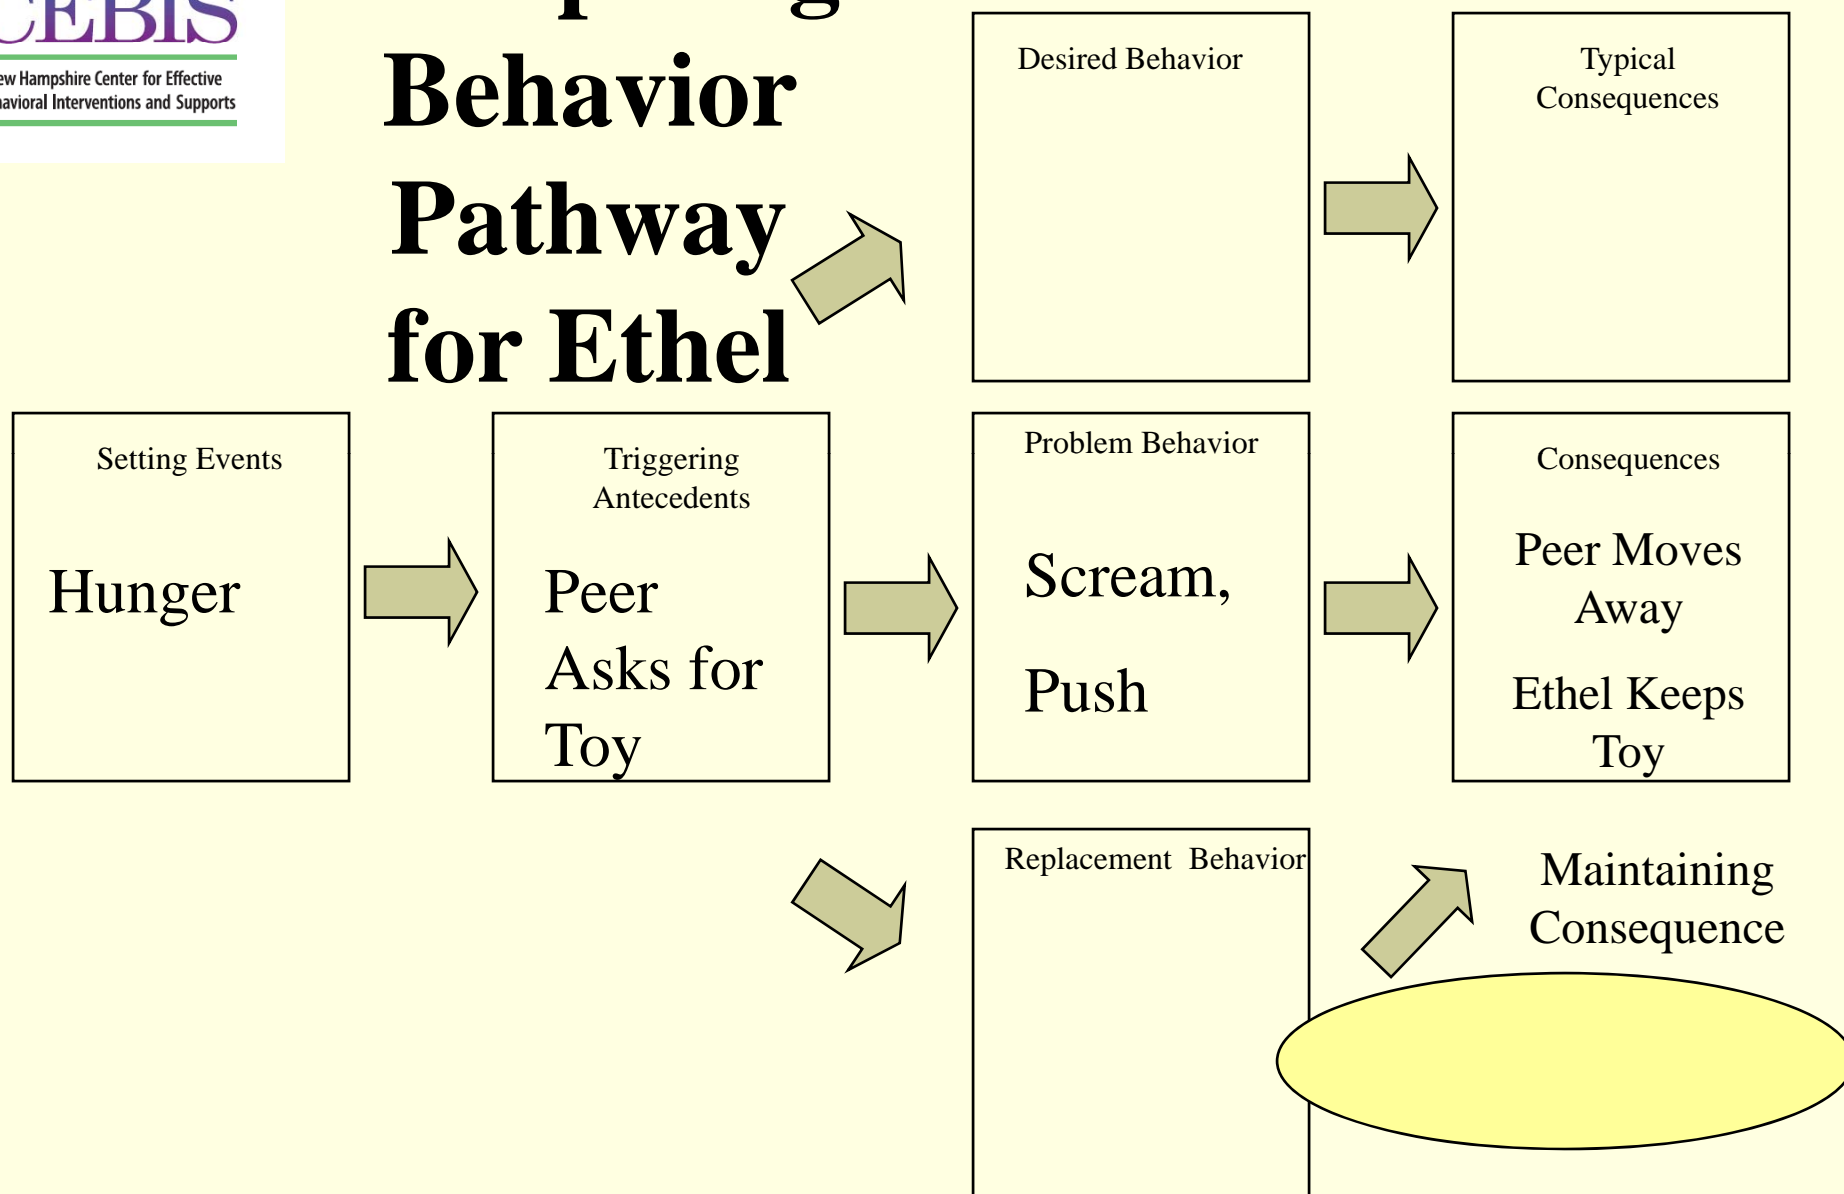 CEBIS
Hampshire Center for Effective
Interventions and Supports
Behavior
Pathway
for Ethel
Desired Behavior
Typical
Consequences
Setting Events
Hunger
Triggering
Antecedents
Peer
Asks for
Toy
Problem Behavior
Scream,
Push
Consequences
Peer Moves
Away
Ethel Keeps
Toy
Replacement Behavior
Maintaining
Consequence